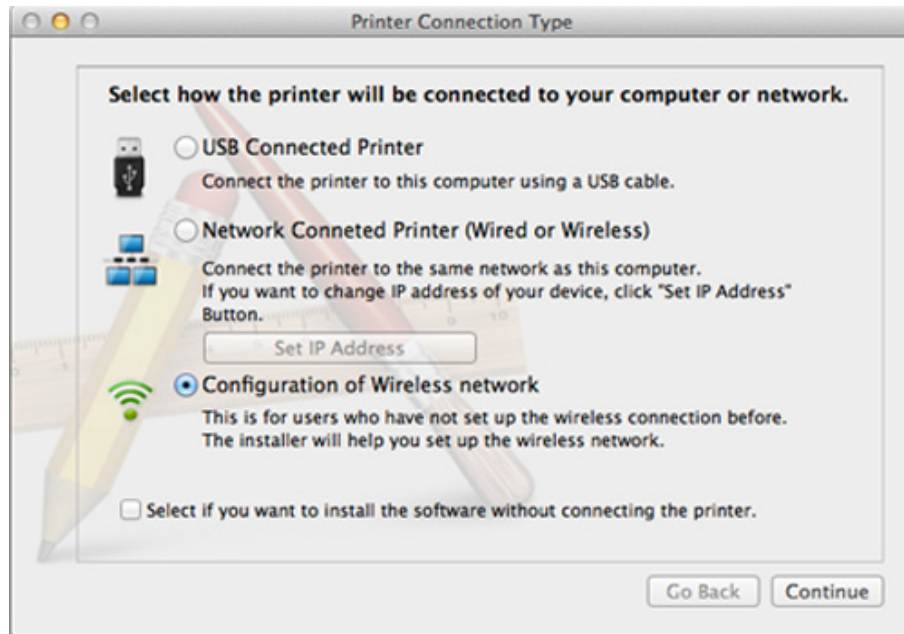 Printer Connection Type
Select how the printer will be connected to your computer or network.
USB Connected Printer
Connect the printer to this computer using a USB cable.
Network Conneted Printer (Wired or Wireless)
Connect the printer to the same network as this computer.
If you want to change IP address of your device, click "Set IP Address"
Button.
Set IP Address
Configuration of Wireless network
This is for users who have not set up the wireless connection before.
The installer will help you set up the wireless network.
Select if you want to install the software without connecting the printer.
Go Back Continue